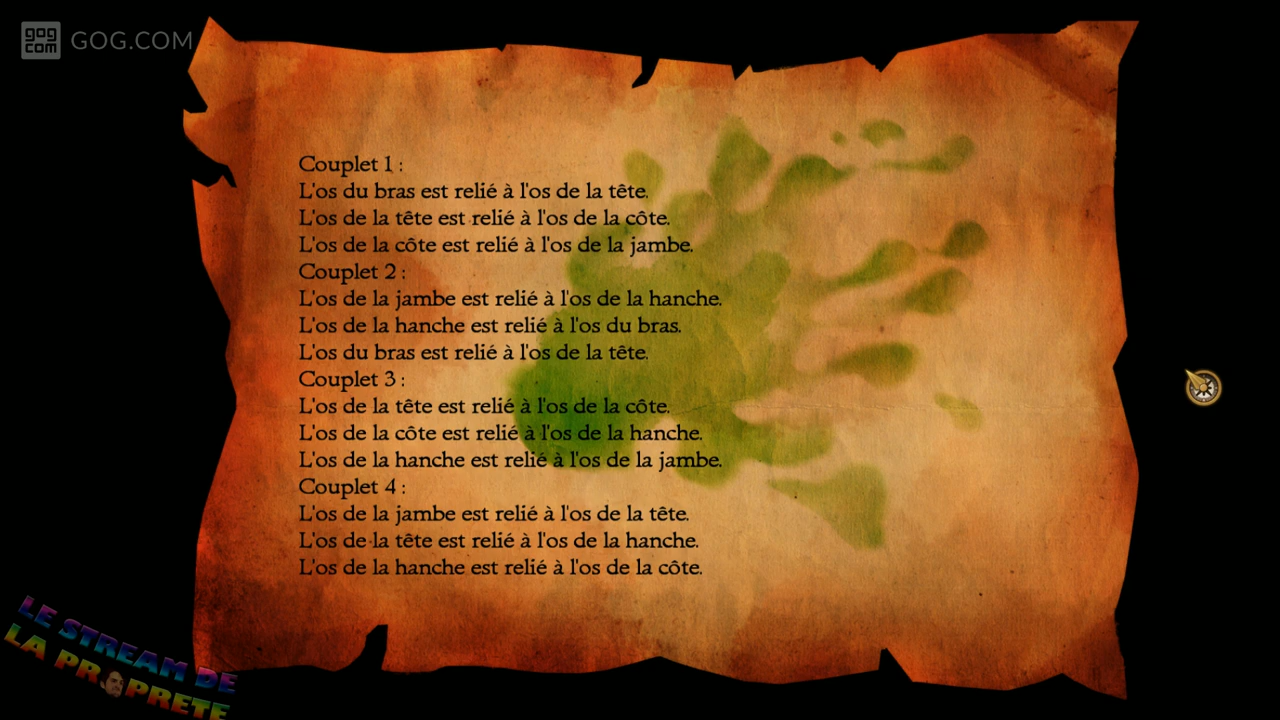 gog
com
GOG.COM
Couplet 1 :
L'os du bras est relié à l'os de la tête.
L'os de la tête est relié à l'os de la côte.
L'os de la côte est relié à l'os de la jambe.
Couplet 2 :
L'os de la jambe est relié à l'os de la hanche.
L'os de la hanche est relié à l'os du bras.
L'os du bras est relié à l'os de la tête.
Couplet 3 :
L'os de la tête est relié à l'os de la côte.
L'os de la côte est relié à l'os de la hanche.
L'os de la hanche est relié à l'os de la jambe.
Couplet 4 :
L'os de la jambe est relié à l'os de la tête.
L'os de la tête est relié à l'os de la hanche.
L'os de la hanche est relié à l'os de la côte.
LE STREAM DE
LA PROPRETE